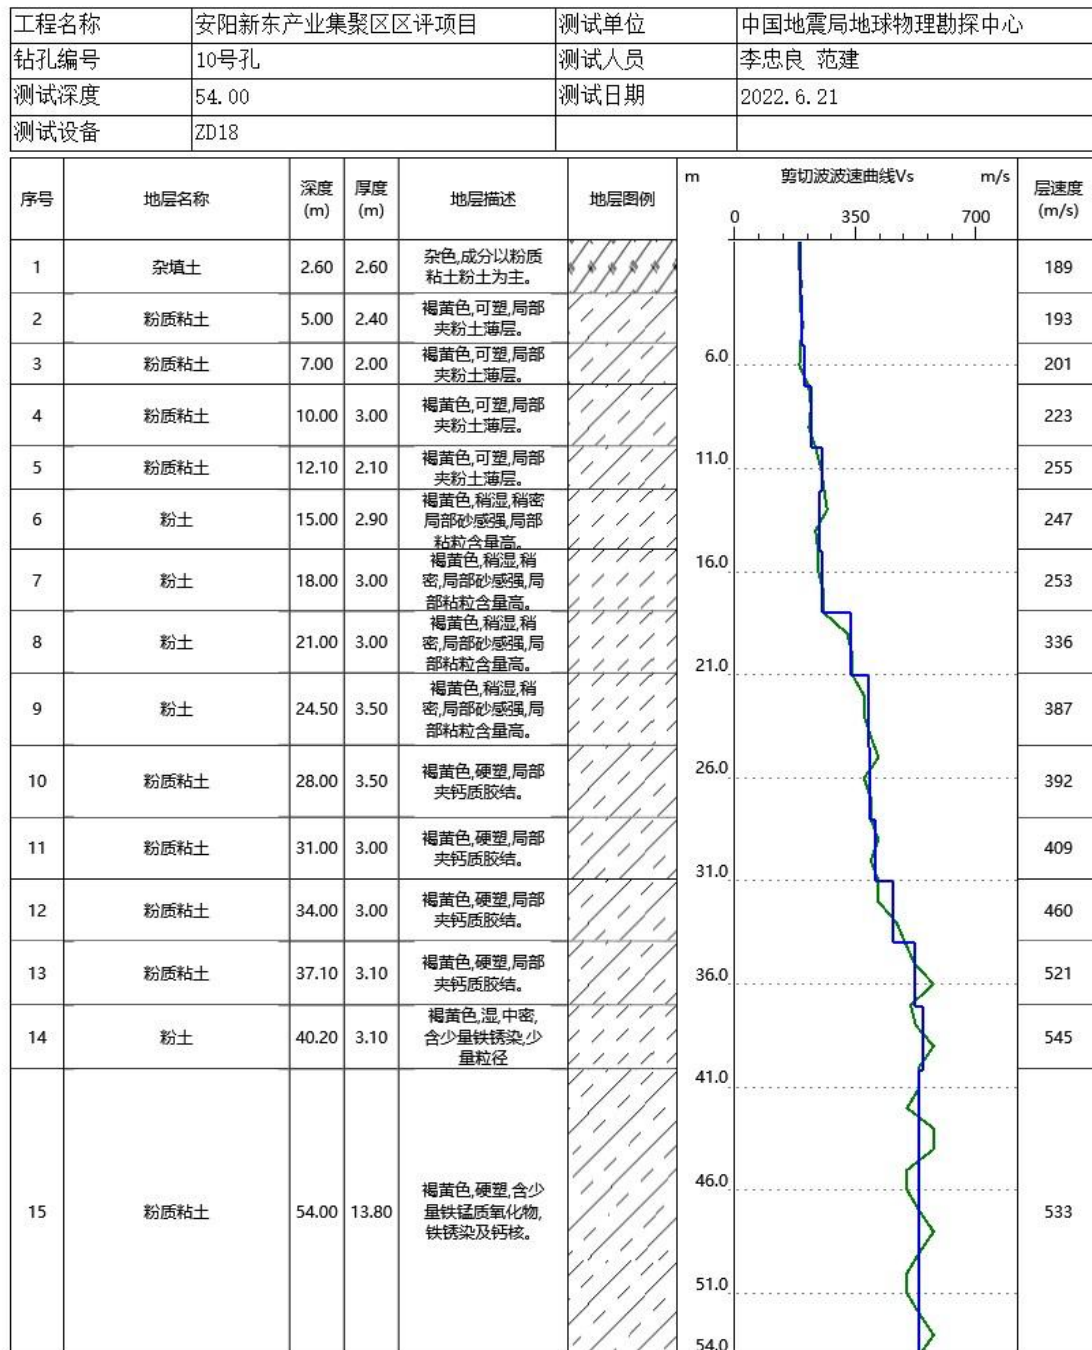 工程名称 安阳新东产业集聚区区评项目 测试单位 中国地震局地球物理勘探中心
钻孔编号 10号孔 测试人员 李忠良 范建
测试深度 54.00 测试日期 2022.6.21
测试设备 ZD18
序号 地层名称 深度(m) 厚度(m) 地层描述 地层图例 m 剪切波波速曲线Vs m/s 层速度(m/s)
0 350 700
1 杂填土 2.60 2.60 杂色,成分以粉质粘土粉土为主。 189
2 粉质粘土 5.00 2.40 褐黄色,可塑,局部夹粉土薄层。 193
3 粉质粘土 7.00 2.00 褐黄色,可塑,局部夹粉土薄层。 6.0 201
4 粉质粘土 10.00 3.00 褐黄色,可塑,局部夹粉土薄层。 223
5 粉质粘土 12.10 2.10 褐黄色,可塑,局部夹粉土薄层。 11.0 255
6 粉土 15.00 2.90 褐黄色,稍湿,稍密局部砂感强,局部粘粒含量高。 247
7 粉土 18.00 3.00 褐黄色,稍湿,稍密,局部砂感强,局部粘粒含量高。 16.0 253
8 粉土 21.00 3.00 褐黄色,稍湿,稍密,局部砂感强,局部粘粒含量高。 21.0 336
9 粉土 24.50 3.50 褐黄色,稍湿,稍密,局部砂感强,局部粘粒含量高。 387
10 粉质粘土 28.00 3.50 褐黄色,硬塑,局部夹钙质胶结。 26.0 392
11 粉质粘土 31.00 3.00 褐黄色,硬塑,局部夹钙质胶结。 31.0 409
12 粉质粘土 34.00 3.00 褐黄色,硬塑,局部夹钙质胶结。 460
13 粉质粘土 37.10 3.10 褐黄色,硬塑,局部夹钙质胶结。 36.0 521
14 粉土 40.20 3.10 褐黄色,湿,中密,含少量铁锈染,少量粒径 545
41.0
15 粉质粘土 54.00 13.80 褐黄色,硬塑,含少量铁锰质氧化物,铁锈染及钙核。 46.0 533
51.0
54.0